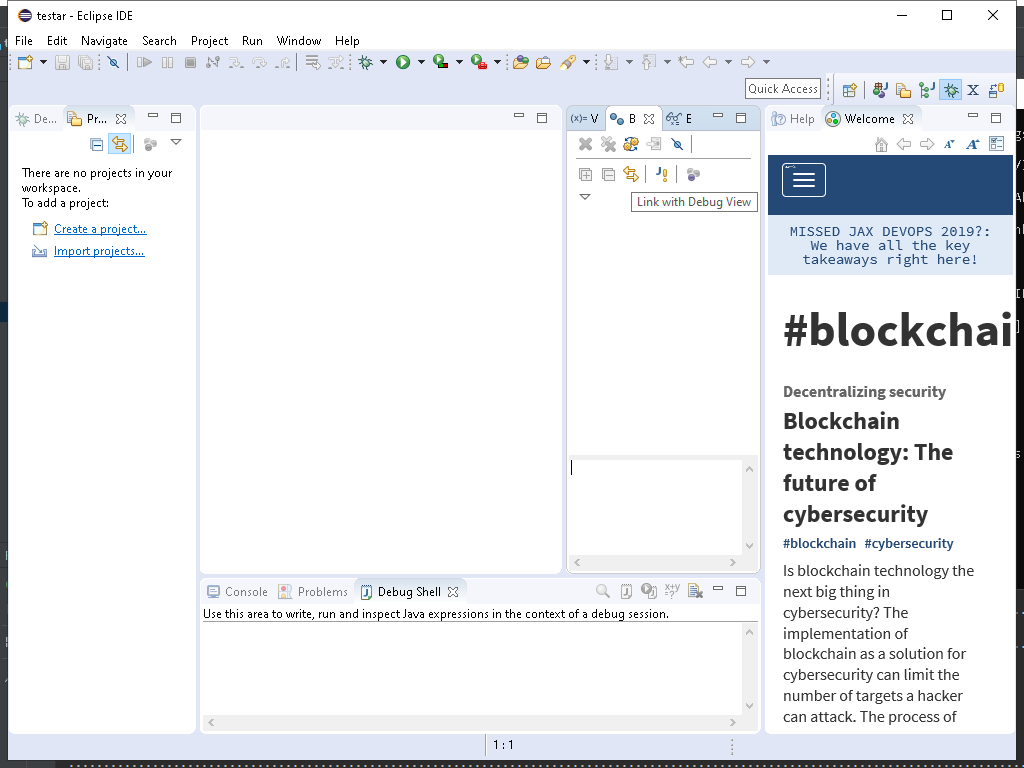 testar - Eclipse IDE
File Edit Navigate Search Project Run Window Help
Quick Access
De... Pr...
(x)= V B E
Help Welcome
There are no projects in your
workspace.
To add a project:
Create a project...
Import projects...
Link with Debug View
MISSED JAX DEVOPS 2019?:
We have all the key
takeaways right here!
#blockchai
Decentralizing security
Blockchain
technology: The
future of
cybersecurity
#blockchain #cybersecurity
Is blockchain technology the
next big thing in
cybersecurity? The
implementation of
blockchain as a solution for
cybersecurity can limit the
number of targets a hacker
can attack. The process of
Console Problems Debug Shell
Use this area to write, run and inspect Java expressions in the context of a debug session.
1 : 1